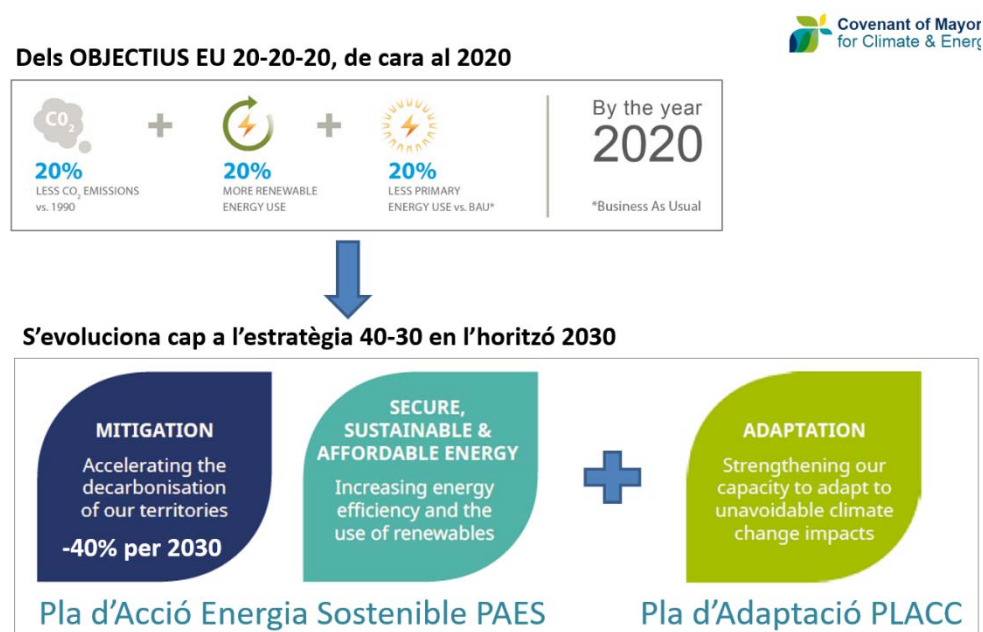 Covenant of Mayor
for Climate & Energ
Dels OBJECTIUS EU 20-20-20, de cara al 2020
CO2
+
+
20%
LESS CO2 EMISSIONS
vs. 1990
20%
MORE RENEWABLE
ENERGY USE
20%
LESS PRIMARY
ENERGY USE vs. BAU*
By the year
2020
*Business As Usual
S’evoluciona cap a l’estratègia 40-30 en l’horitzó 2030
MITIGATION
Accelerating the
decarbonisation
of our territories
-40% per 2030
SECURE,
SUSTAINABLE &
AFFORDABLE ENERGY
Increasing energy
efficiency and the
use of renewables
ADAPTATION
Strengthening our
capacity to adapt to
unavoidable climate
change impacts
Pla d’Acció Energia Sostenible PAES
Pla d’Adaptació PLACC